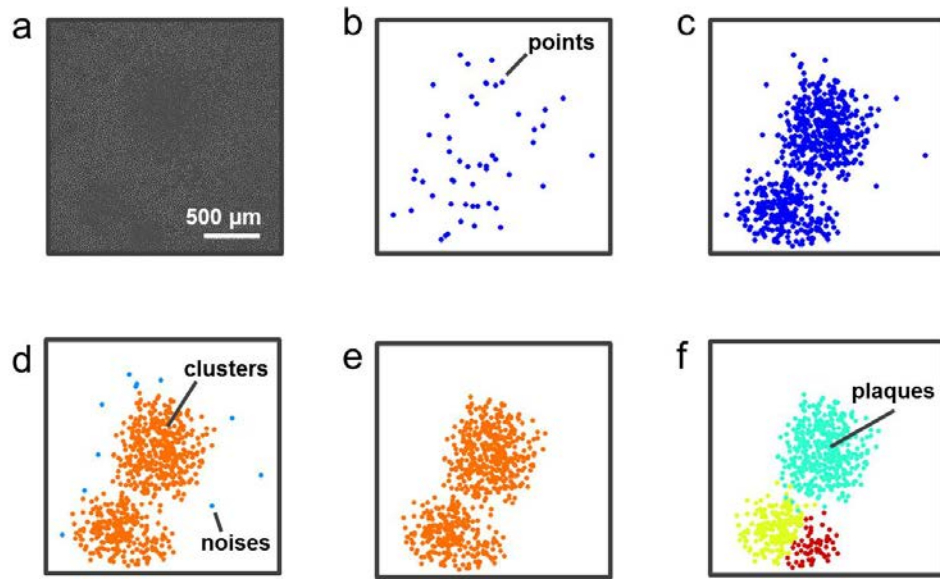 a
500 μm
b
points
c
d
clusters
noises
e
f
plaques